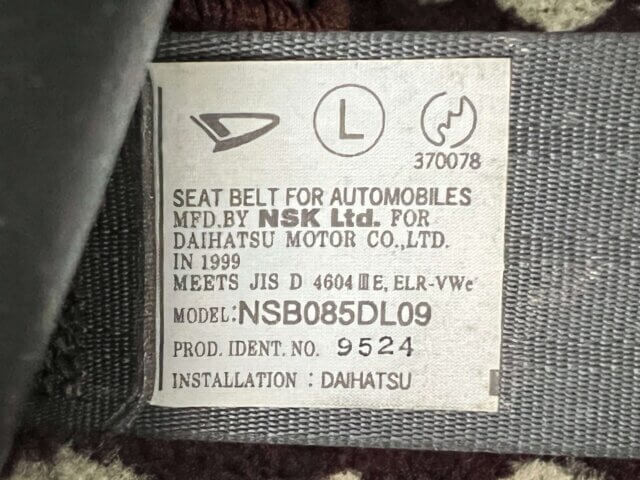 L
370078
SEAT BELT FOR AUTOMOBILES
MFD.BY NSK Ltd. FOR
DAIHATSU MOTOR CO.,LTD.
IN 1999
MEETS JIS D 4604 ⅢE, ELR-VWe
MODEL:NSB085DL09
PROD. IDENT. NO. 9524
INSTALLATION : DAIHATSU